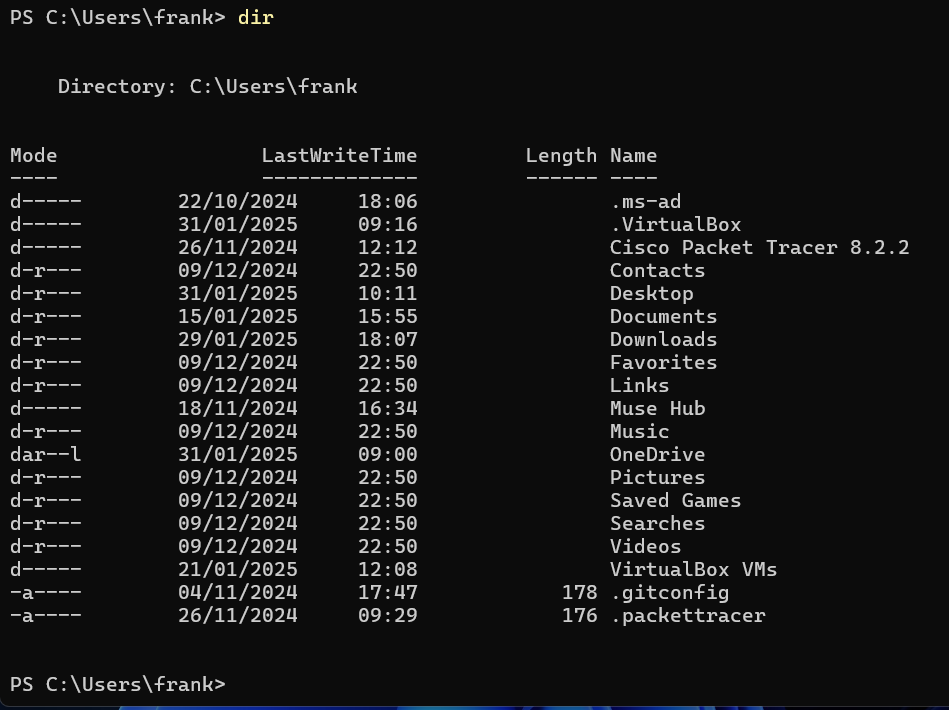 PS C:\Users\frank> dir
Directory: C:\Users\frank
Mode                 LastWriteTime         Length Name
----                 -------------         ------ ----
d-----        22/10/2024     18:06                .ms-ad
d-----        31/01/2025     09:16                .VirtualBox
d-----        26/11/2024     12:12                Cisco Packet Tracer 8.2.2
d-r---        09/12/2024     22:50                Contacts
d-r---        31/01/2025     10:11                Desktop
d-r---        15/01/2025     15:55                Documents
d-r---        29/01/2025     18:07                Downloads
d-r---        09/12/2024     22:50                Favorites
d-r---        09/12/2024     22:50                Links
d-----        18/11/2024     16:34                Muse Hub
d-r---        09/12/2024     22:50                Music
dar--l        31/01/2025     09:00                OneDrive
d-r---        09/12/2024     22:50                Pictures
d-r---        09/12/2024     22:50                Saved Games
d-r---        09/12/2024     22:50                Searches
d-r---        09/12/2024     22:50                Videos
d-----        21/01/2025     12:08                VirtualBox VMs
-a----        04/11/2024     17:47            178 .gitconfig
-a----        26/11/2024     09:29            176 .packettracer
PS C:\Users\frank>